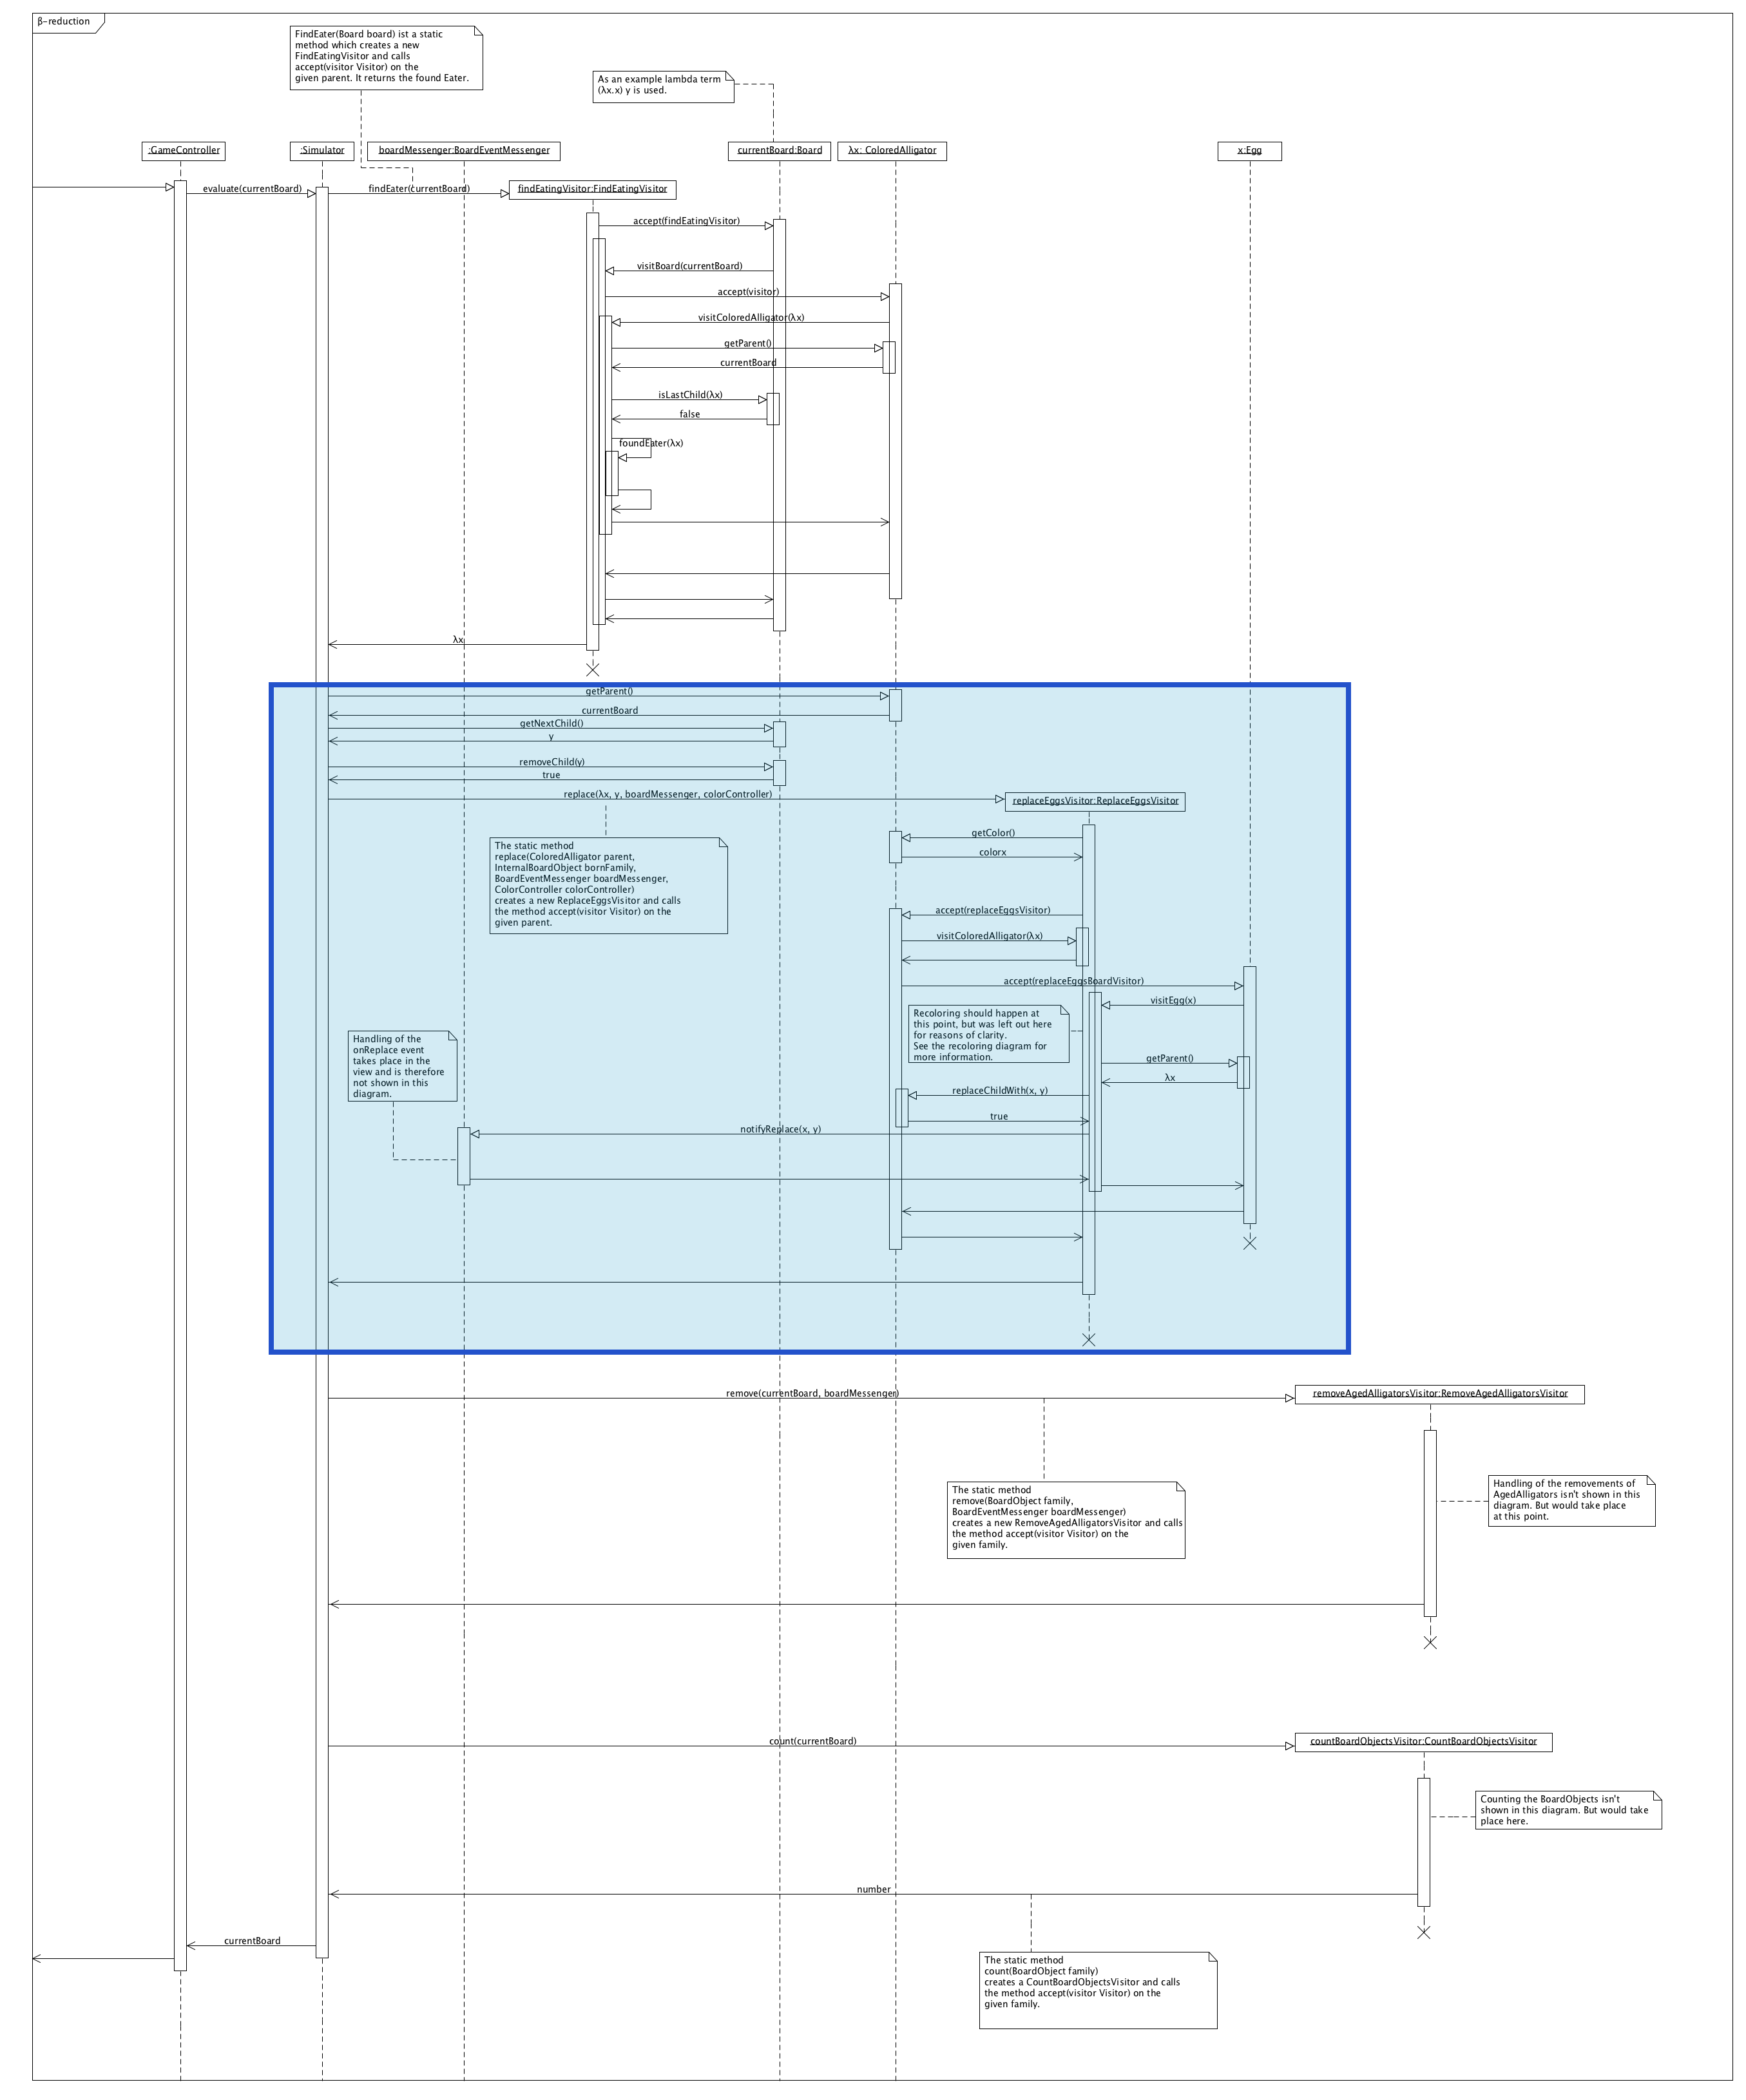 β-reduction
FindEater(Board board) ist a static
method which creates a new
FindEatingVisitor and calls
accept(visitor Visitor) on the
given parent. It returns the found Eater.
As an example lambda term
(λx.x) y is used.
:GameController
:Simulator
boardMessenger:BoardEventMessenger
currentBoard:Board
λx: ColoredAlligator
x:Egg
evaluate(currentBoard)
findEater(currentBoard)
findEatingVisitor:FindEatingVisitor
accept(findEatingVisitor)
visitBoard(currentBoard)
accept(visitor)
visitColoredAlligator(λx)
getParent()
currentBoard
isLastChild(λx)
false
foundEater(λx)
λx
getParent()
currentBoard
getNextChild()
y
removeChild(y)
true
replace(λx, y, boardMessenger, colorController)
replaceEggsVisitor:ReplaceEggsVisitor
The static method
replace(ColoredAlligator parent,
InternalBoardObject bornFamily,
BoardEventMessenger boardMessenger,
ColorController colorController)
creates a new ReplaceEggsVisitor and calls
the method accept(visitor Visitor) on the
given parent.
getColor()
colorx
accept(replaceEggsVisitor)
visitColoredAlligator(λx)
accept(replaceEggsBoardVisitor)
visitEgg(x)
Recoloring should happen at
this point, but was left out here
for reasons of clarity.
See the recoloring diagram for
more information.
Handling of the
onReplace event
takes place in the
view and is therefore
not shown in this
diagram.
getParent()
λx
replaceChildWith(x, y)
true
notifyReplace(x, y)
remove(currentBoard, boardMessenger)
removeAgedAlligatorsVisitor:RemoveAgedAlligatorsVisitor
The static method
remove(BoardObject family,
BoardEventMessenger boardMessenger)
creates a new RemoveAgedAlligatorsVisitor and calls
the method accept(visitor Visitor) on the
given family.
Handling of the removements of
AgedAlligators isn't shown in this
diagram. But would take place
at this point.
count(currentBoard)
countBoardObjectsVisitor:CountBoardObjectsVisitor
Counting the BoardObjects isn't
shown in this diagram. But would take
place here.
number
currentBoard
The static method
count(BoardObject family)
creates a CountBoardObjectsVisitor and calls
the method accept(visitor Visitor) on the
given family.